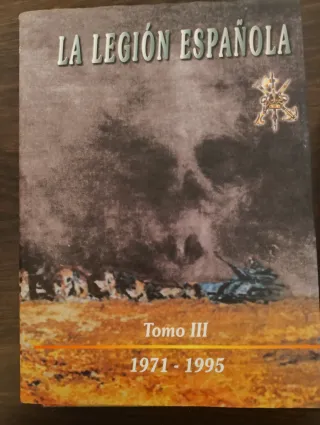 LA LEGIÓN ESPAÑOLA
Tomo III
1971 - 1995